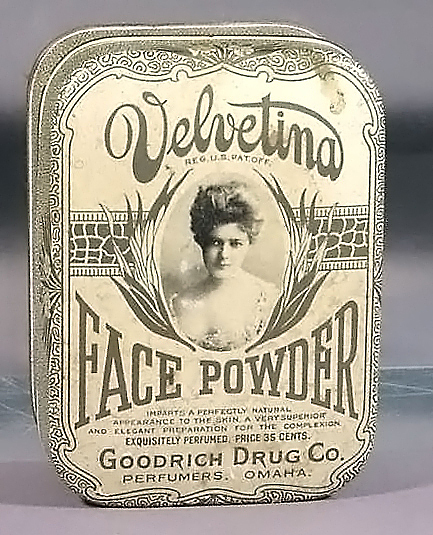 Velvetina
REG. U.S. PAT. OFF.
FACE POWDER
IMPARTS A PERFECTLY NATURAL
APPEARANCE TO THE SKIN. A VERY SUPERIOR
AND ELEGANT PREPARATION FOR THE COMPLEXION.
EXQUISITELY PERFUMED. PRICE 35 CENTS.
GOODRICH DRUG CO.
PERFUMERS. OMAHA.